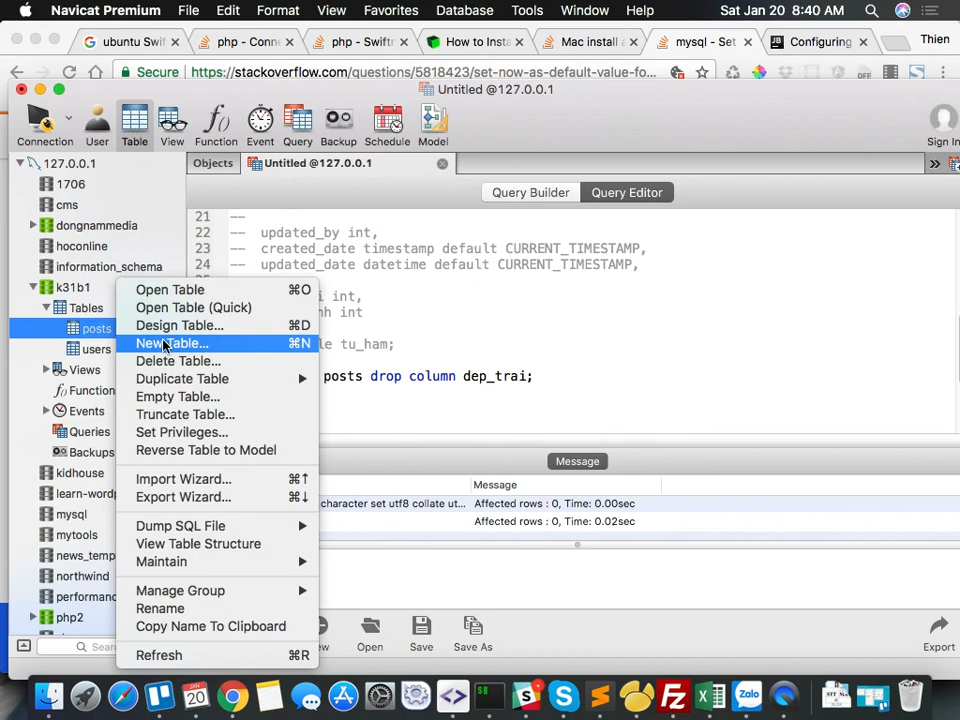 Navicat Premium File Edit Format View Favorites Database Tools Window Help Sat Jan 20 8:40 AM
ubuntu Swif php - Conn php - Swiftr How to Insta Mac install a mysql - Set Configuring Thien
Secure https://stackoverflow.com/questions/5818423/set-now-as-default-value-fo...
Untitled @127.0.0.1
Connection User Table View Function Event Query Backup Schedule Model Sign In
127.0.0.1
Objects Untitled @127.0.0.1
1706
Query Builder Query Editor
cms
dongnammedia
hoconline
information_schema
k31b1
Tables
posts
users
Views
Function
Events
Queries
Backups
kidhouse
learn-wordp
mysql
mytools
news_temp
northwind
performanc
php2
21 --
22 -- updated_by int,
23 created_date timestamp default CURRENT_TIMESTAMP,
24 updated_date datetime default CURRENT_TIMESTAMP,
i int,
nh int
le tu_ham;
posts drop column dep_trai;
Open Table ⌘O
Open Table (Quick)
Design Table... ⌘D
New Table... ⌘N
Delete Table...
Duplicate Table
Empty Table...
Truncate Table...
Set Privileges...
Reverse Table to Model
Import Wizard... ⌘↑
Export Wizard... ⌘↓
Dump SQL File
View Table Structure
Maintain
Manage Group
Rename
Copy Name To Clipboard
Refresh ⌘R
Message
Message
character set utf8 collate ut... Affected rows : 0, Time: 0.00sec
Affected rows : 0, Time: 0.02sec
Sear
ew Open Save Save As Export